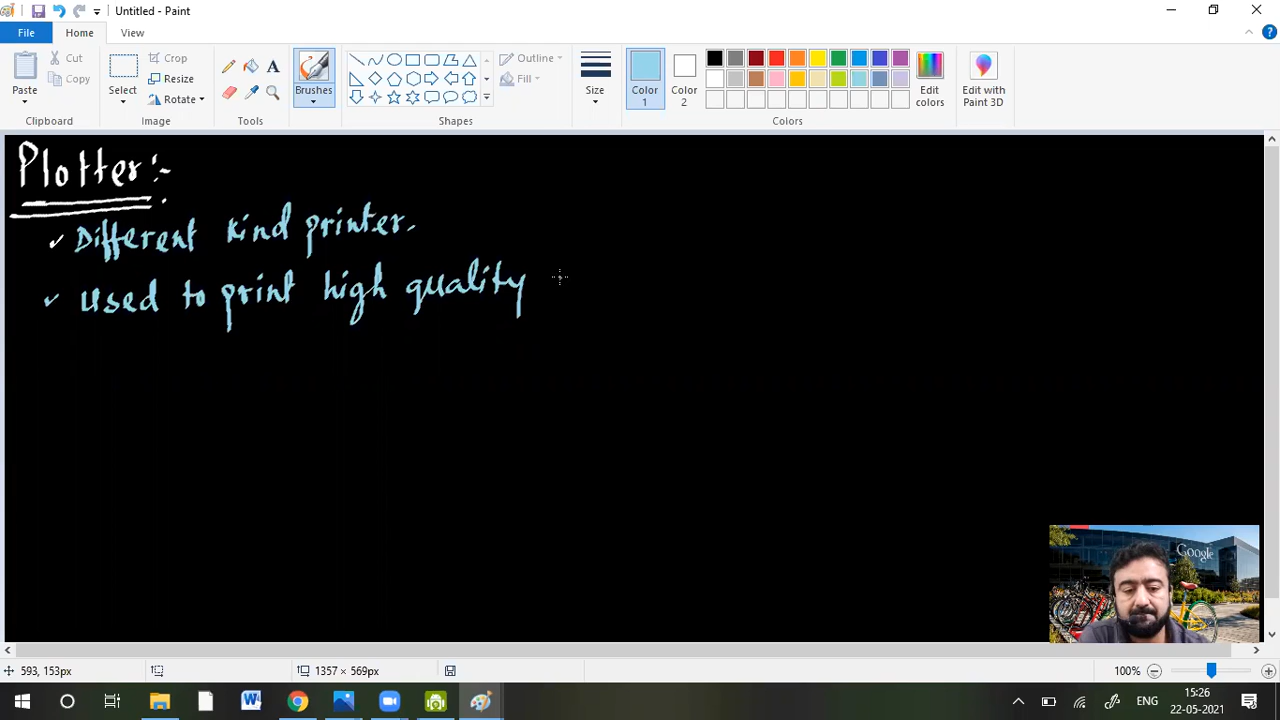 Untitled - Paint
File Home View
Paste Cut Copy Clipboard
Select Crop Resize Rotate Image
Tools
Brushes
Shapes Outline Fill
Size
Color 1 Color 2 Edit colors Colors
Edit with Paint 3D
Plotter:-
✓ Different kind printer.
✓ used to print high quality
Google
593, 153px 1357 × 569px 100%
ENG 15:26 22-05-2021